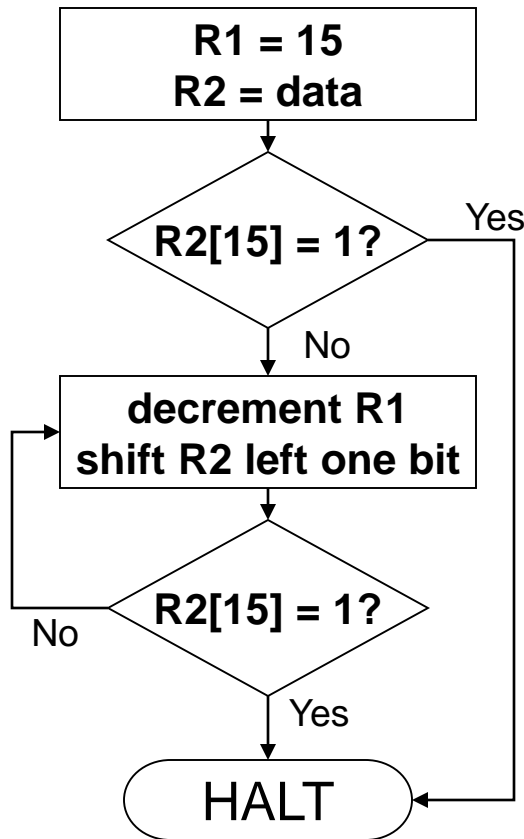 R1 = 15
R2 = data
R2[15] = 1?
Yes
No
decrement R1
shift R2 left one bit
R2[15] = 1?
No
Yes
HALT